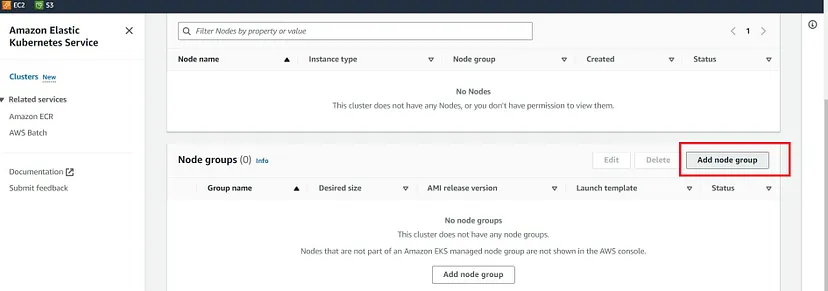 EC2 S3
Amazon Elastic
Kubernetes Service
Clusters New
Related services
Amazon ECR
AWS Batch
Documentation
Submit feedback
Filter Nodes by property or value
1
Node name Instance type Node group Created Status
No Nodes
This cluster does not have any Nodes, or you don't have permission to view them.
Node groups (0) Info
Edit Delete Add node group
Group name Desired size AMI release version Launch template Status
No node groups
This cluster does not have any node groups.
Nodes that are not part of an Amazon EKS managed node group are not shown in the AWS console.
Add node group